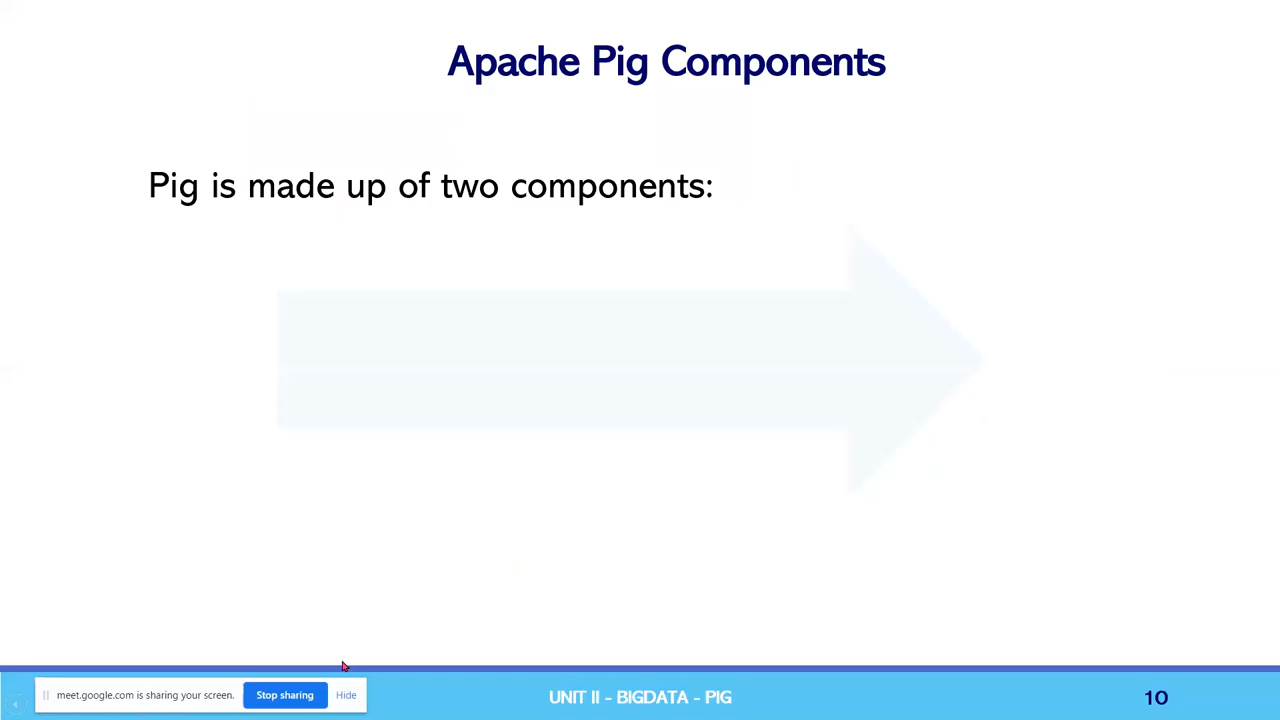 Apache Pig Components
Pig is made up of two components:
meet.google.com is sharing your screen.
Stop sharing
Hide
UNIT II - BIGDATA - PIG
10